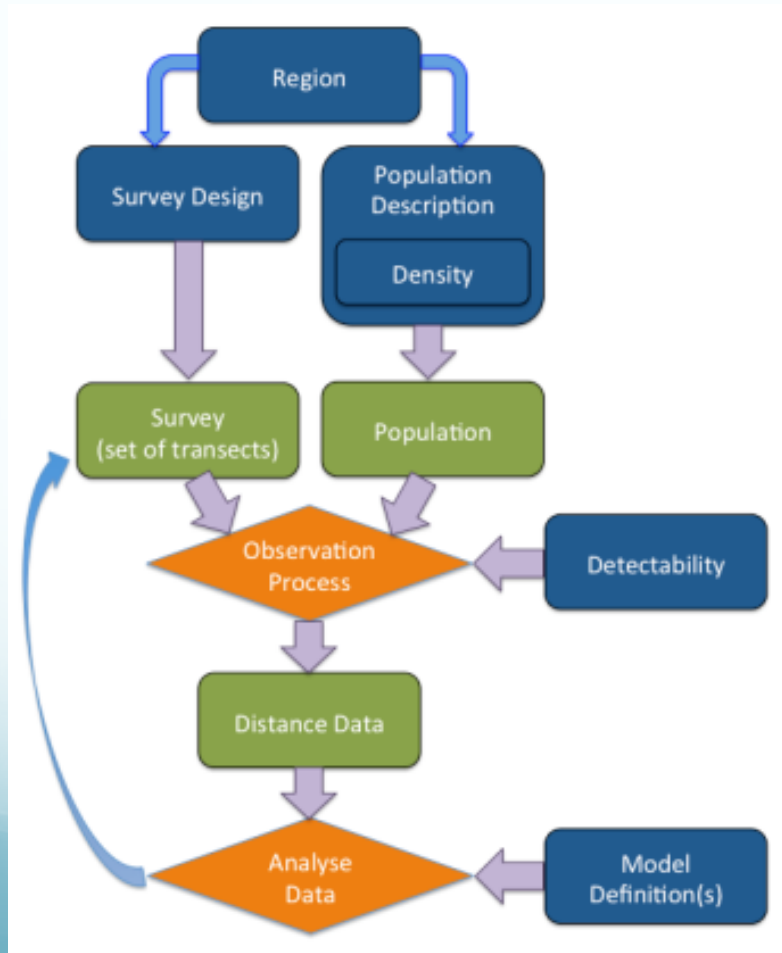 Region
Survey Design
Population
Description
Density
Survey
(set of transects)
Population
Observation
Process
Detectability
Distance Data
Analyse
Data
Model
Definition(s)